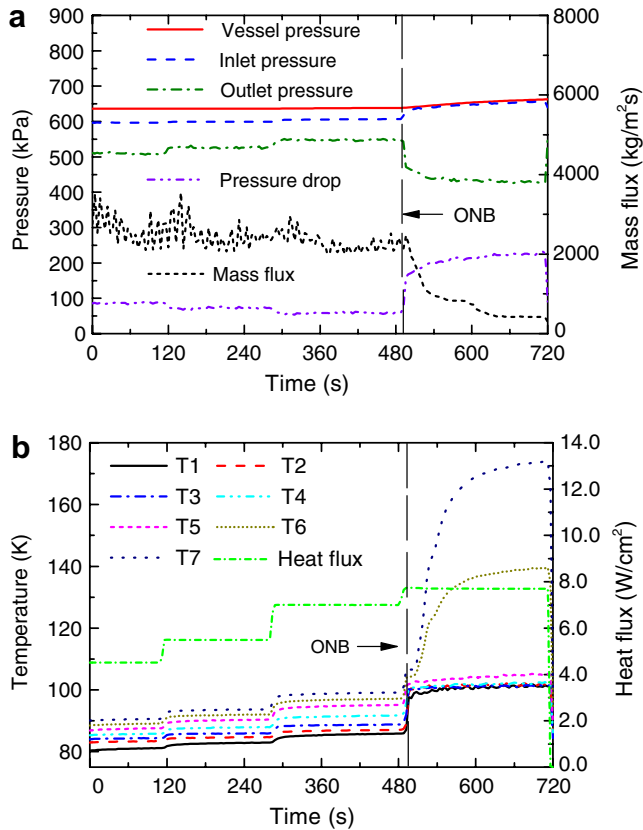 a
900
800
700
600
500
400
300
200
100
0
Pressure (kPa)
Vessel pressure
Inlet pressure
Outlet pressure
Pressure drop
ONB
Mass flux
8000
6000
4000
2000
0
Mass flux (kg/m²s)
0 120 240 360 480 600 720
Time (s)
b
180
160
140
120
100
80
Temperature (K)
T1 T2
T3 T4
T5 T6
T7 Heat flux
ONB
14.0
12.0
10.0
8.0
6.0
4.0
2.0
0.0
Heat flux (W/cm²)
0 120 240 360 480 600 720
Time (s)